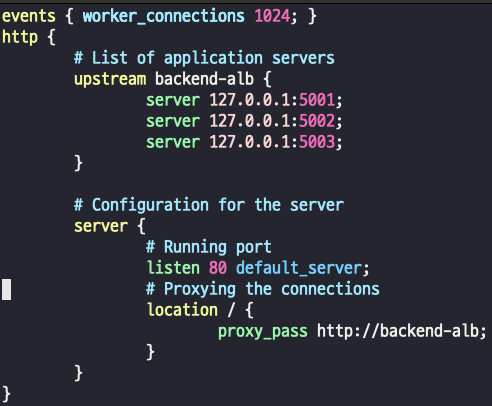 events { worker_connections 1024; }
http {
        # List of application servers
        upstream backend-alb {
                server 127.0.0.1:5001;
                server 127.0.0.1:5002;
                server 127.0.0.1:5003;
        }

        # Configuration for the server
        server {
                # Running port
                listen 80 default_server;
                # Proxying the connections
                location / {
                        proxy_pass http://backend-alb;
                }
        }
}